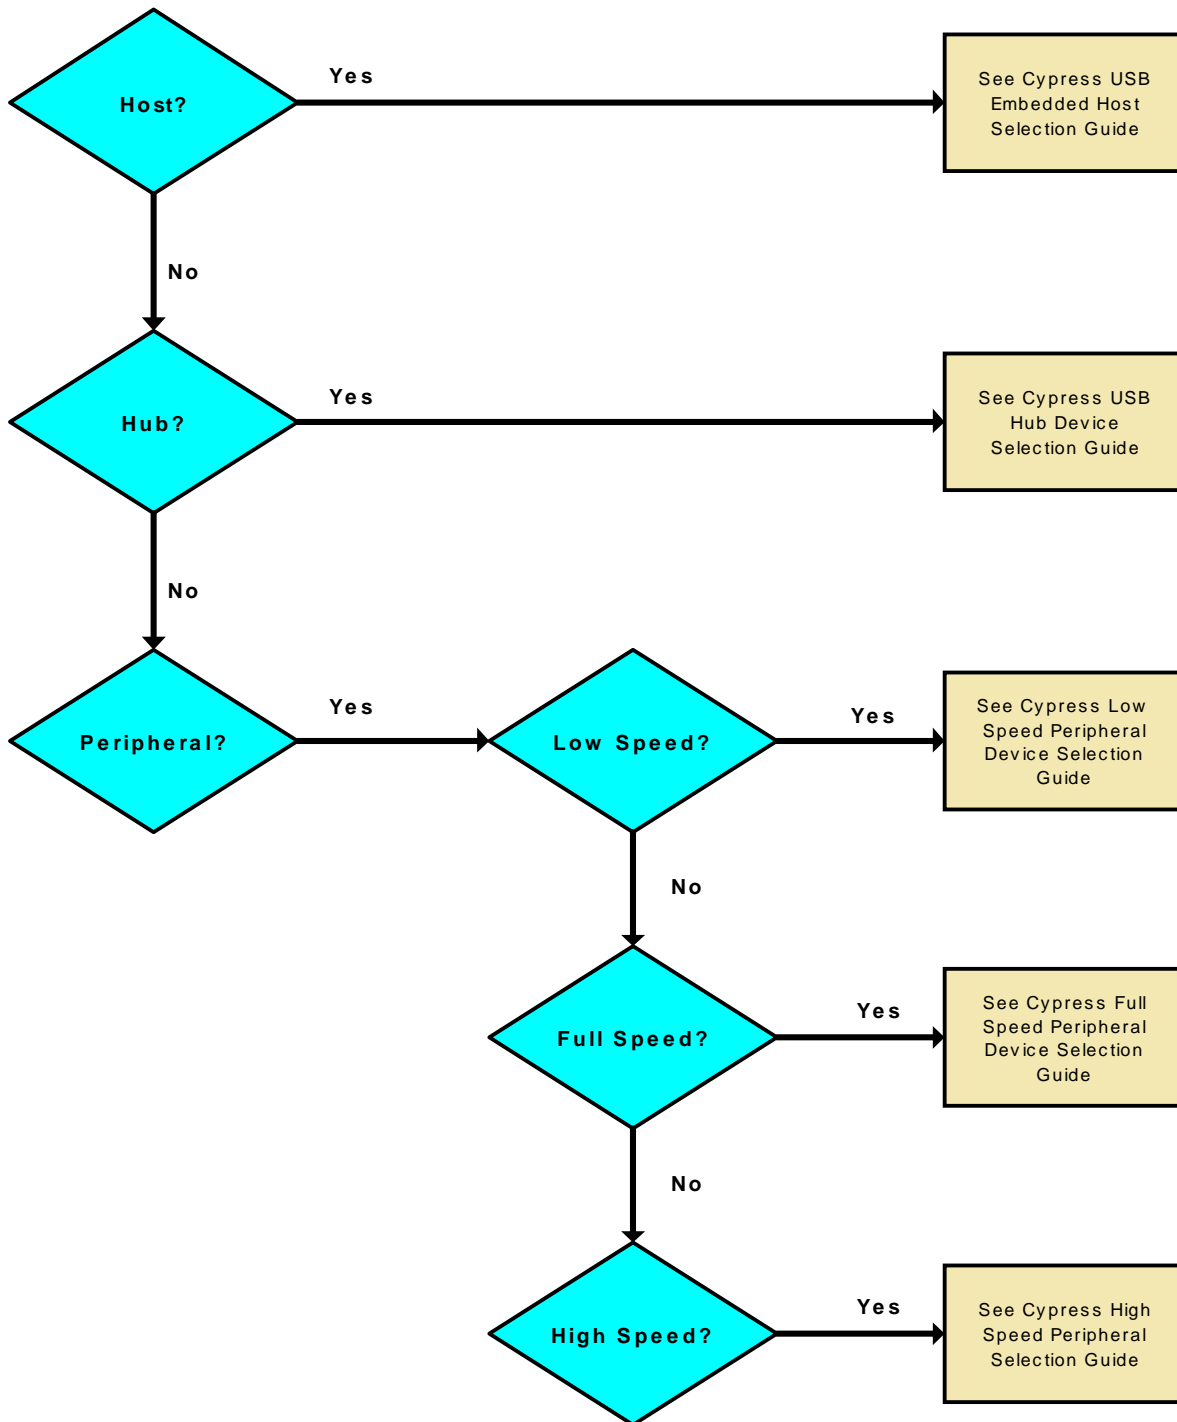 Yes
Host?
See Cypress USB
Embedded Host
Selection Guide
No
Yes
Hub?
See Cypress USB
Hub Device
Selection Guide
No
Yes
Peripheral?
Low Speed?
Yes
See Cypress Low
Speed Peripheral
Device Selection
Guide
No
Full Speed?
Yes
See Cypress Full
Speed Peripheral
Device Selection
Guide
No
High Speed?
Yes
See Cypress High
Speed Peripheral
Selection Guide